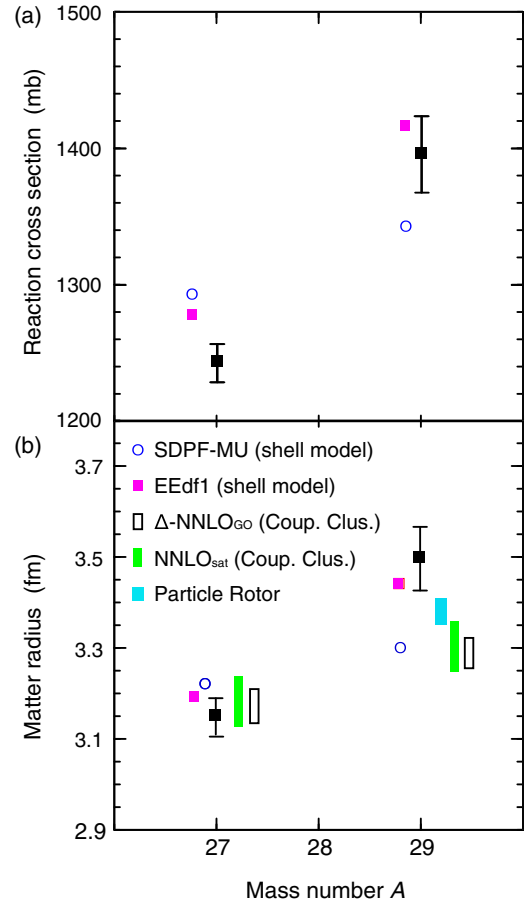 (a)
1500
1400
1300
1200
Reaction cross section (mb)
(b)
3.7
3.5
3.3
3.1
2.9
Matter radius (fm)
SDPF-MU (shell model)
EEdf1 (shell model)
Δ-NNLOGO (Coup. Clus.)
NNLOsat (Coup. Clus.)
Particle Rotor
27 28 29
Mass number A